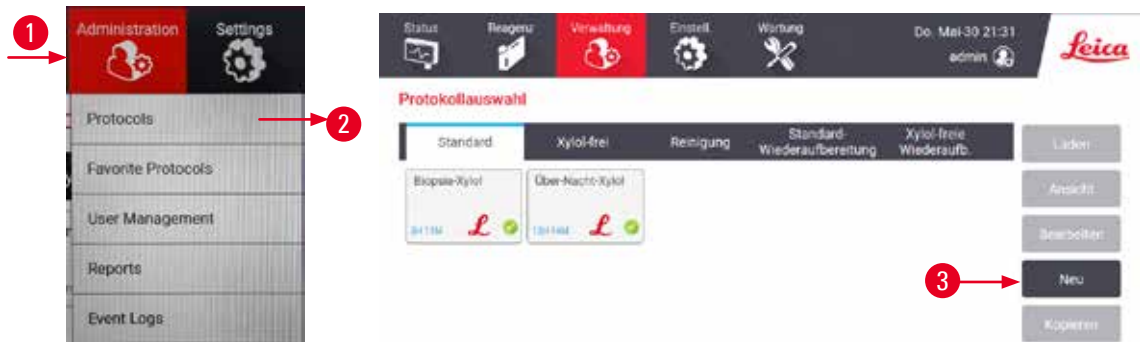 1
Administration
Settings
2
Protocols
Favorite Protocols
User Management
Reports
Event Logs
Status
Reagenz
Verwaltung
Einstell.
Wartung
Do. Mai-30 21:31
admin
Leica
Protokollauswahl
Standard
Xylol-frei
Reinigung
Standard-
Wiederaufbereitung
Xylol-freie
Wiederaufb.
Biopsie-Xylol
L
Über-Nacht-Xylol
L
Laden
Ansicht
Bearbeiten
3
Neu
Kopieren